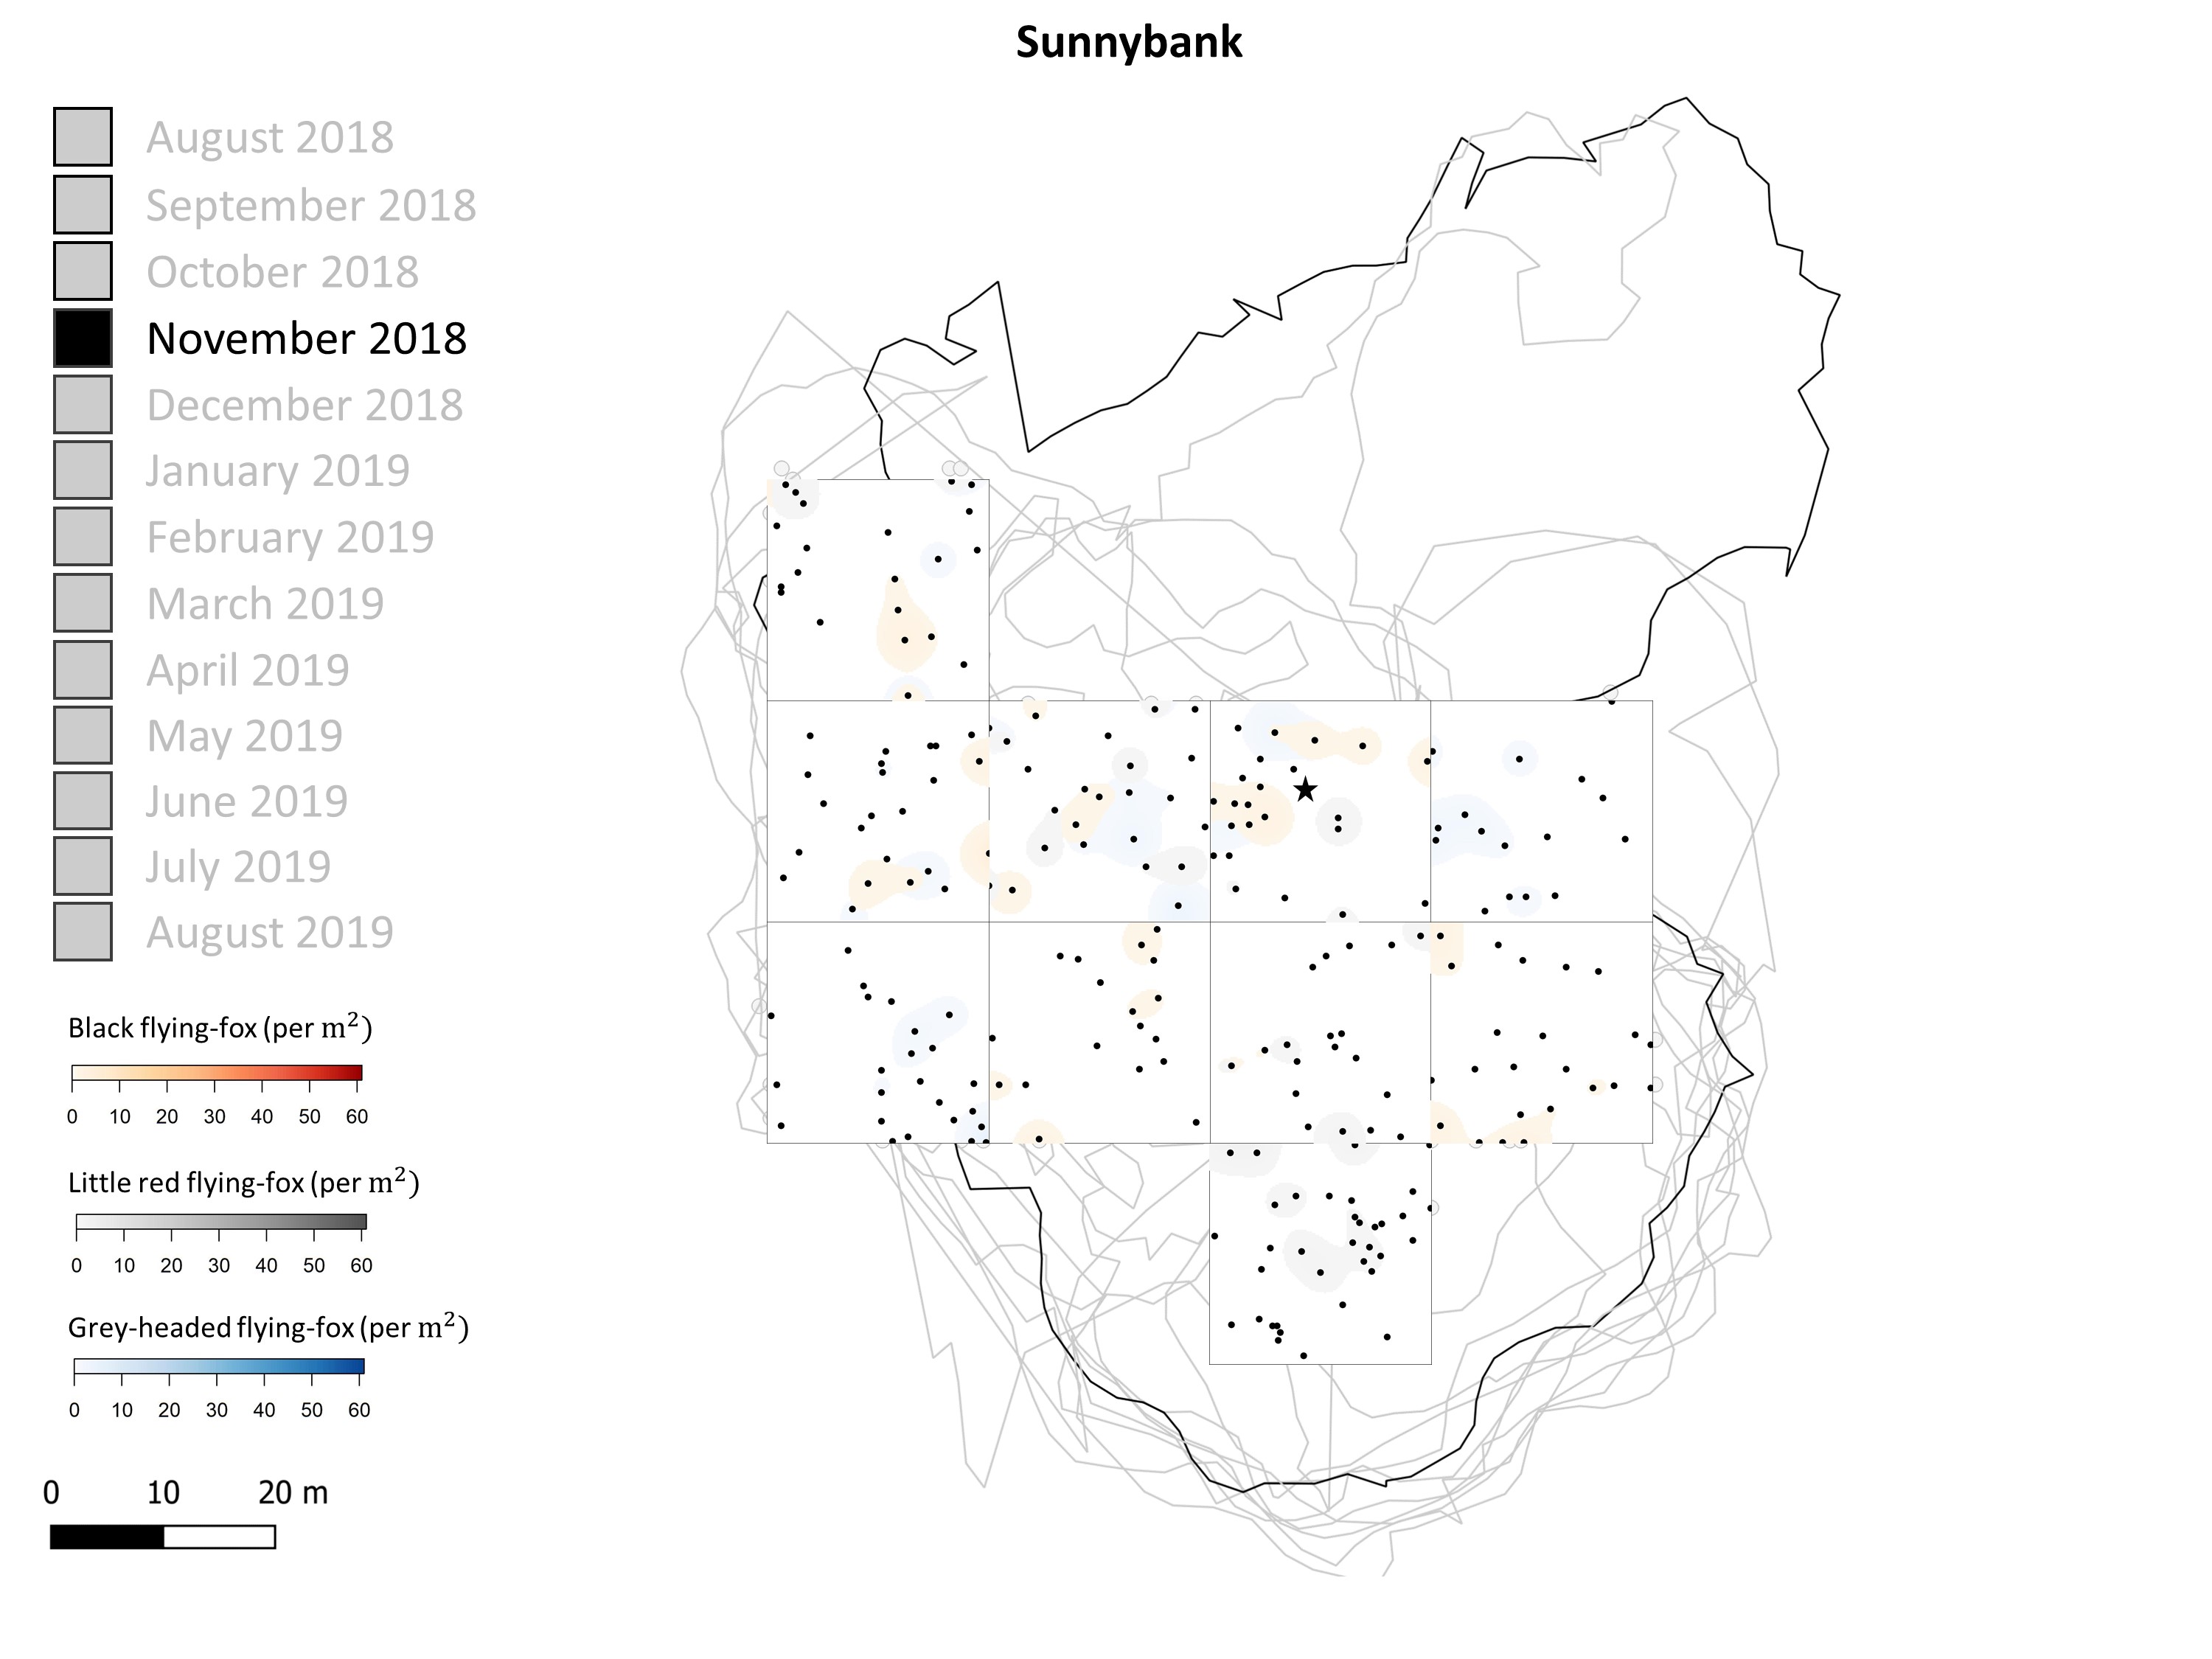 Sunnybank
August 2018
September 2018
October 2018
November 2018
December 2018
January 2019
February 2019
March 2019
April 2019
May 2019
June 2019
July 2019
August 2019
Black flying-fox (per m²)
0 10 20 30 40 50 60
Little red flying-fox (per m²)
0 10 20 30 40 50 60
Grey-headed flying-fox (per m²)
0 10 20 30 40 50 60
0 10 20 m